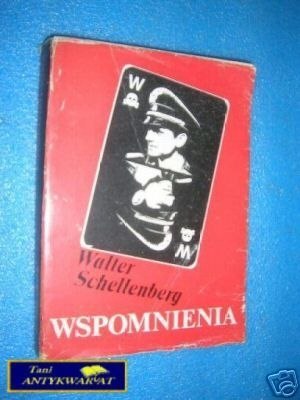 W
W
Walter
Schellenberg
WSPOMNIENIA
Tani
ANTYKWARIAT